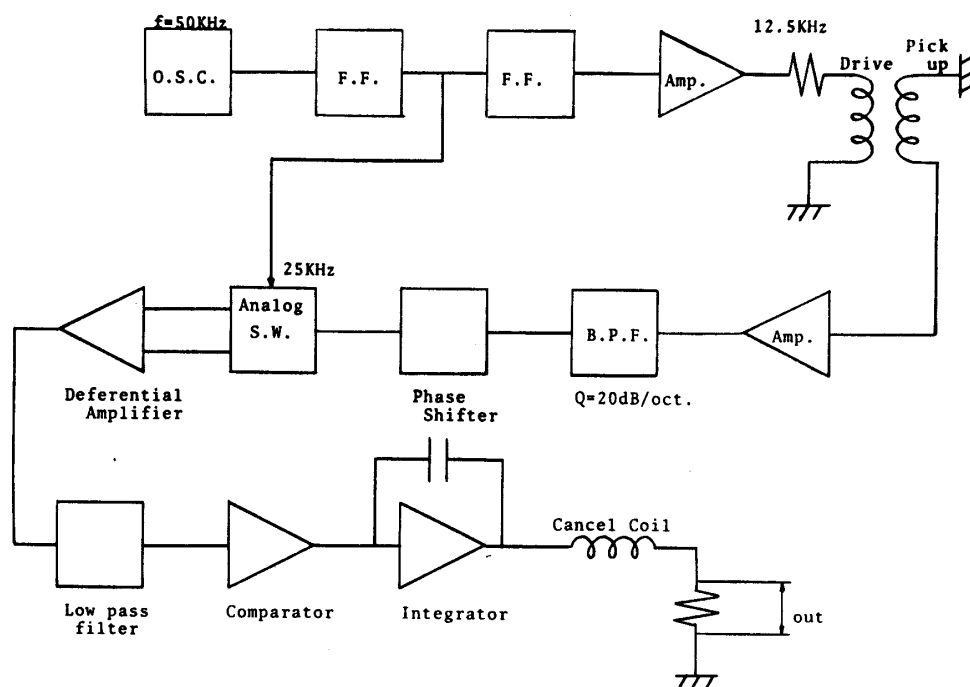 f=50KHz
O.S.C.
F.F.
F.F.
Amp.
12.5KHz
Drive
Pick
up
25KHz
Analog
S.W.
B.P.F.
Amp.
Deferential
Amplifier
Phase
Shifter
Q=20dB/oct.
Cancel Coil
Low pass
filter
Comparator
Integrator
out